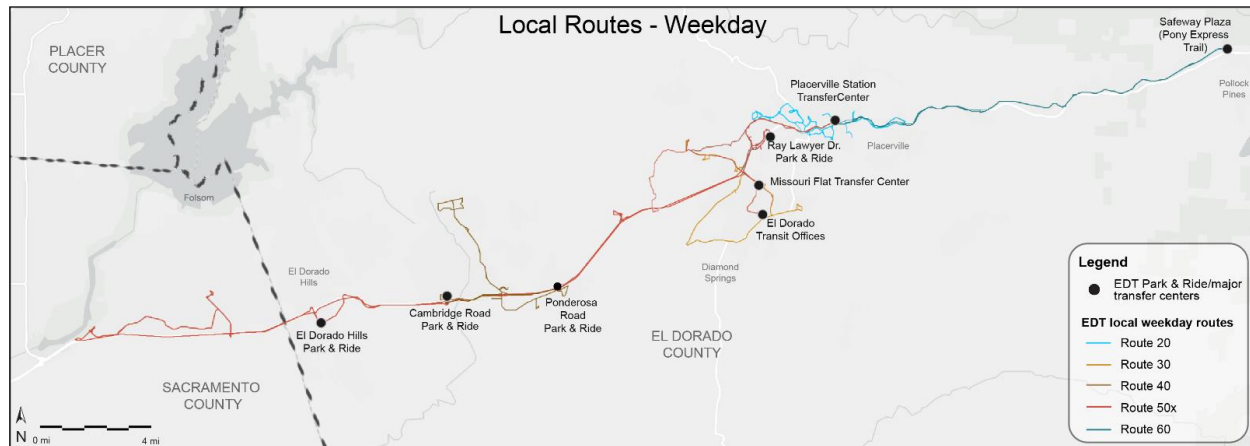 Local Routes - Weekday
PLACER
COUNTY
Safeway Plaza
(Pony Express
Trail)
Pollock
Pines
Placerville Station
TransferCenter
Placerville
Ray Lawyer Dr.
Park & Ride
Missouri Flat Transfer Center
El Dorado
Transit Offices
Diamond
Springs
Folsom
El Dorado
Hills
El Dorado Hills
Park & Ride
Cambridge Road
Park & Ride
Ponderosa
Road
Park & Ride
EL DORADO
COUNTY
SACRAMENTO
COUNTY
N
0 mi
4 mi
Legend
EDT Park & Ride/major
transfer centers
EDT local weekday routes
Route 20
Route 30
Route 40
Route 50x
Route 60